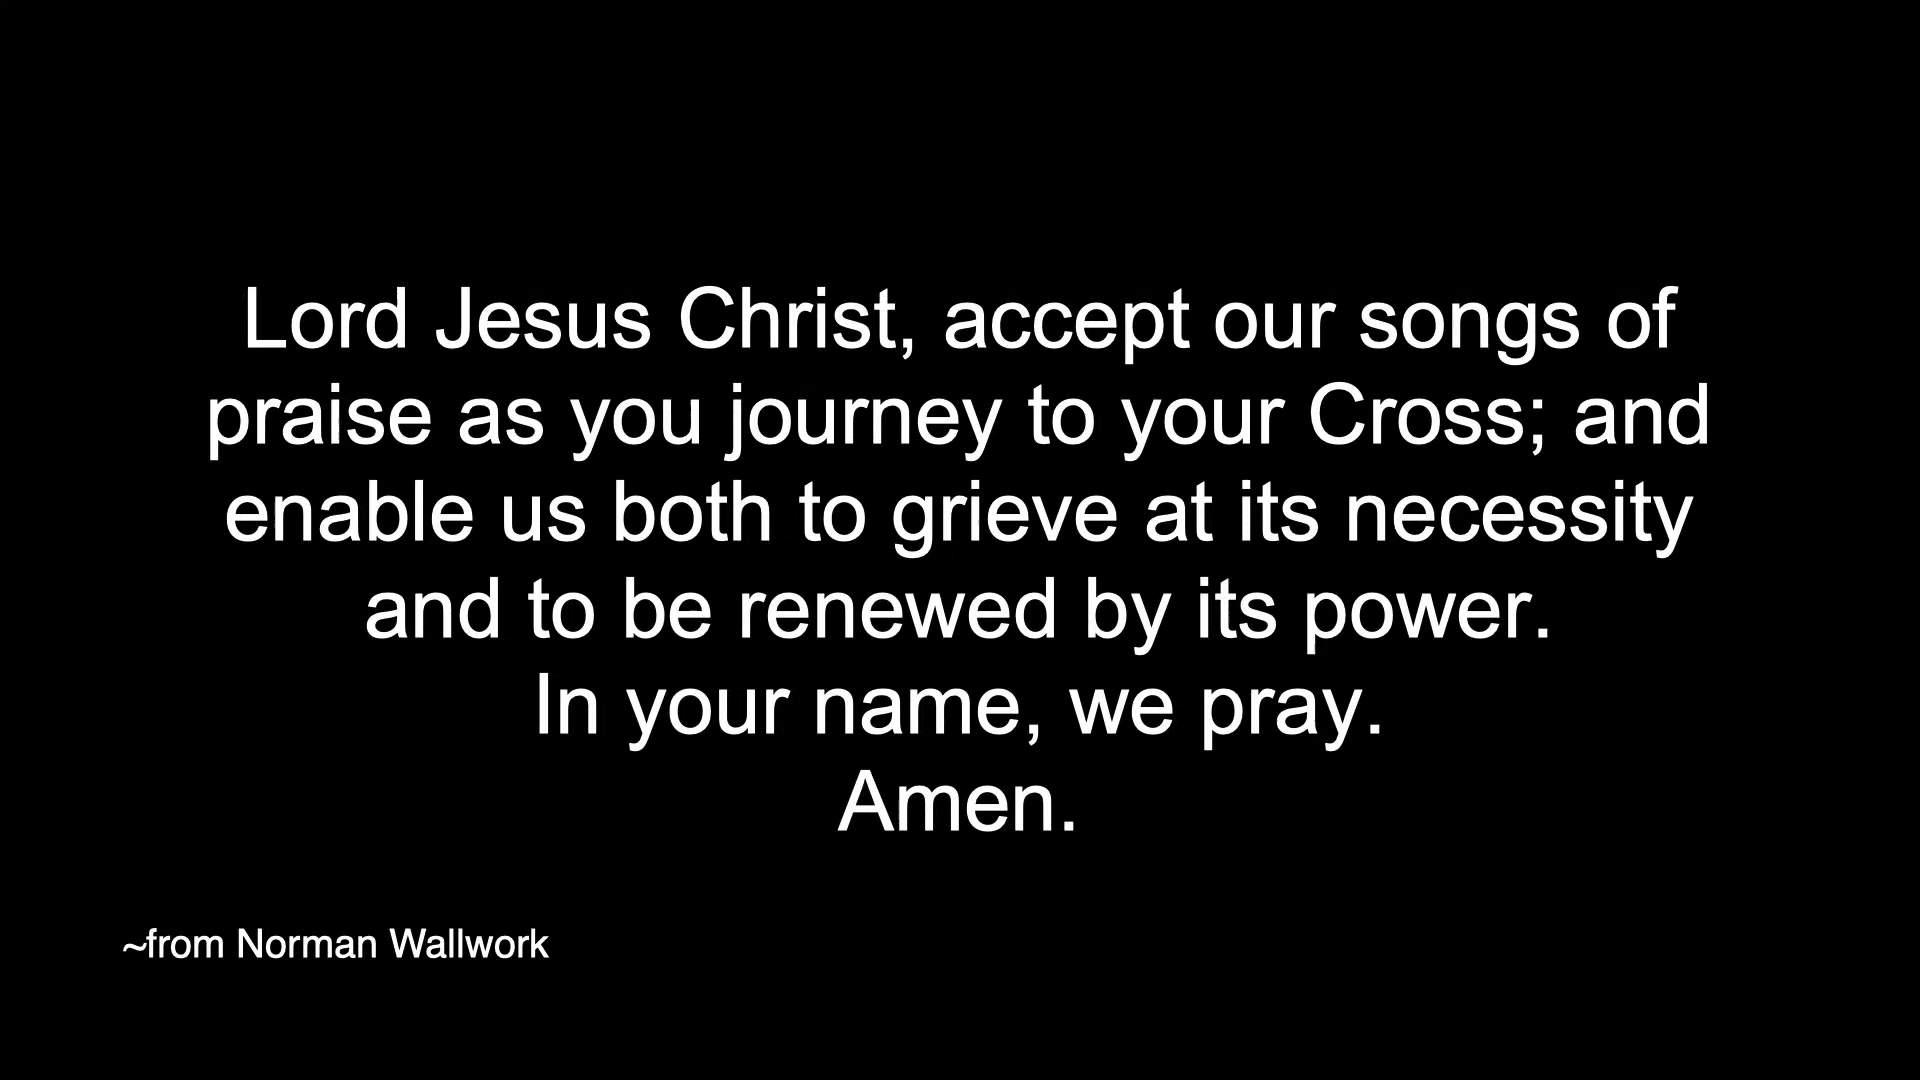 Lord Jesus Christ, accept our songs of
praise as you journey to your Cross; and
enable us both to grieve at its necessity
and to be renewed by its power.
In your name, we pray.
Amen.
~from Norman Wallwork